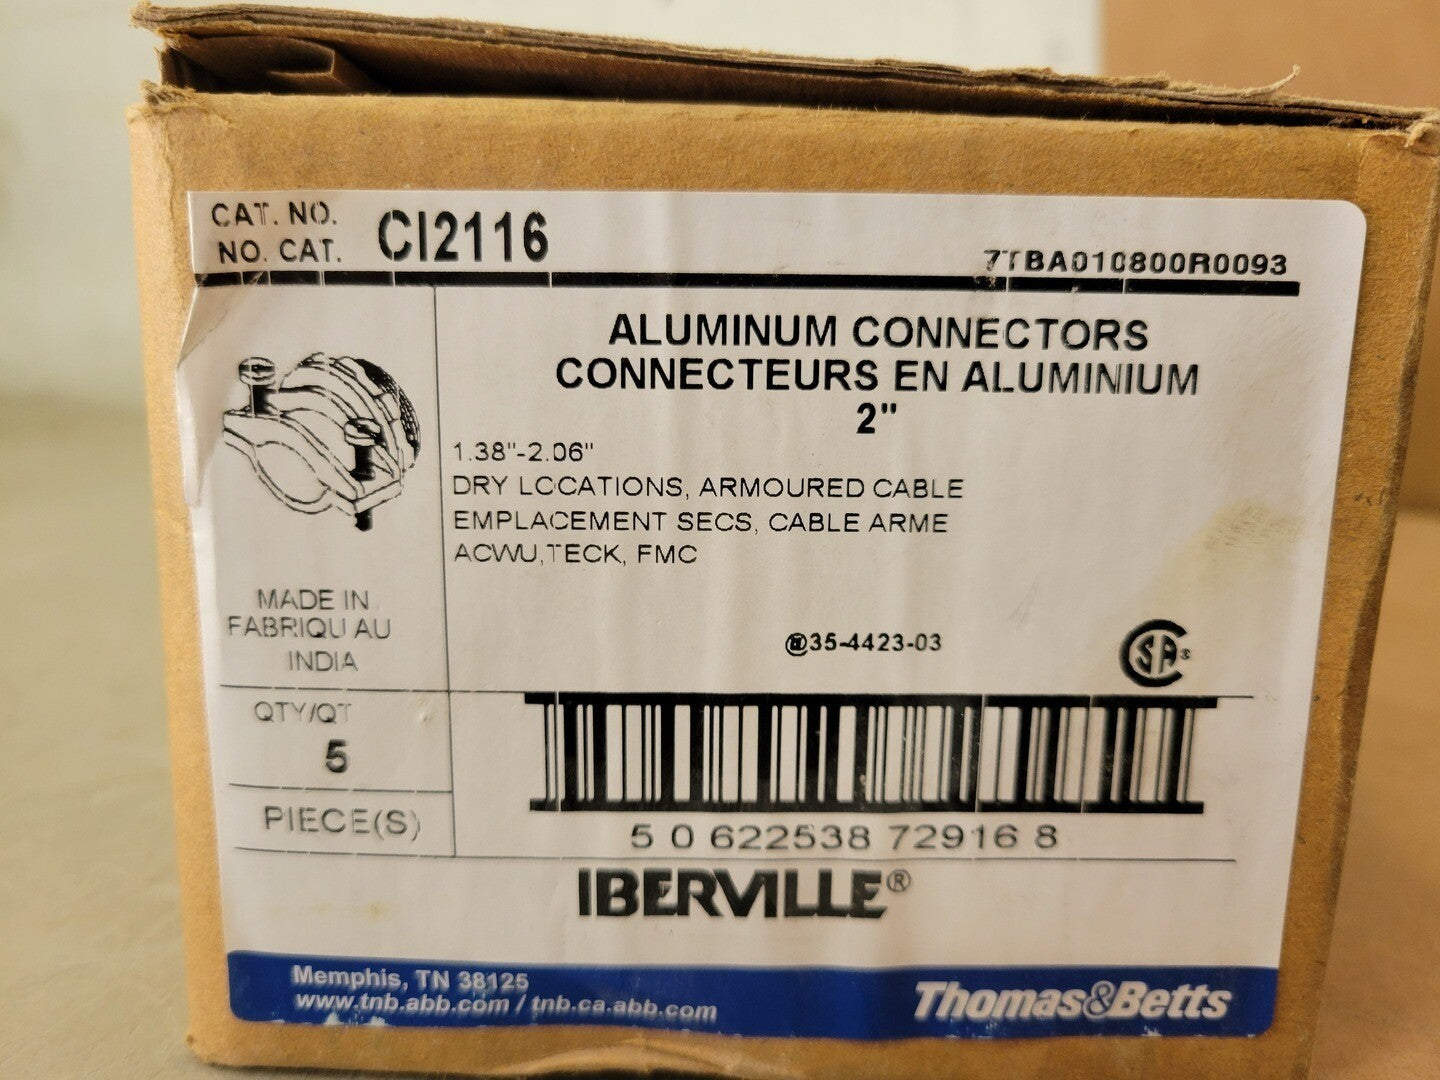 CAT. NO.
NO. CAT.
CI2116
7TBA010800R0093
ALUMINUM CONNECTORS
CONNECTEURS EN ALUMINIUM
2"
1.38"-2.06"
DRY LOCATIONS, ARMOURED CABLE
EMPLACEMENT SECS, CABLE ARME
ACWU,TECK, FMC
MADE IN
FABRIQU AU
INDIA
35-4423-03
CSA®
QTY/QT
5
PIECE(S)
5 0 622538 72916 8
IBERVILLE®
Memphis, TN 38125
www.tnb.abb.com / tnb.ca.abb.com
Thomas&Betts